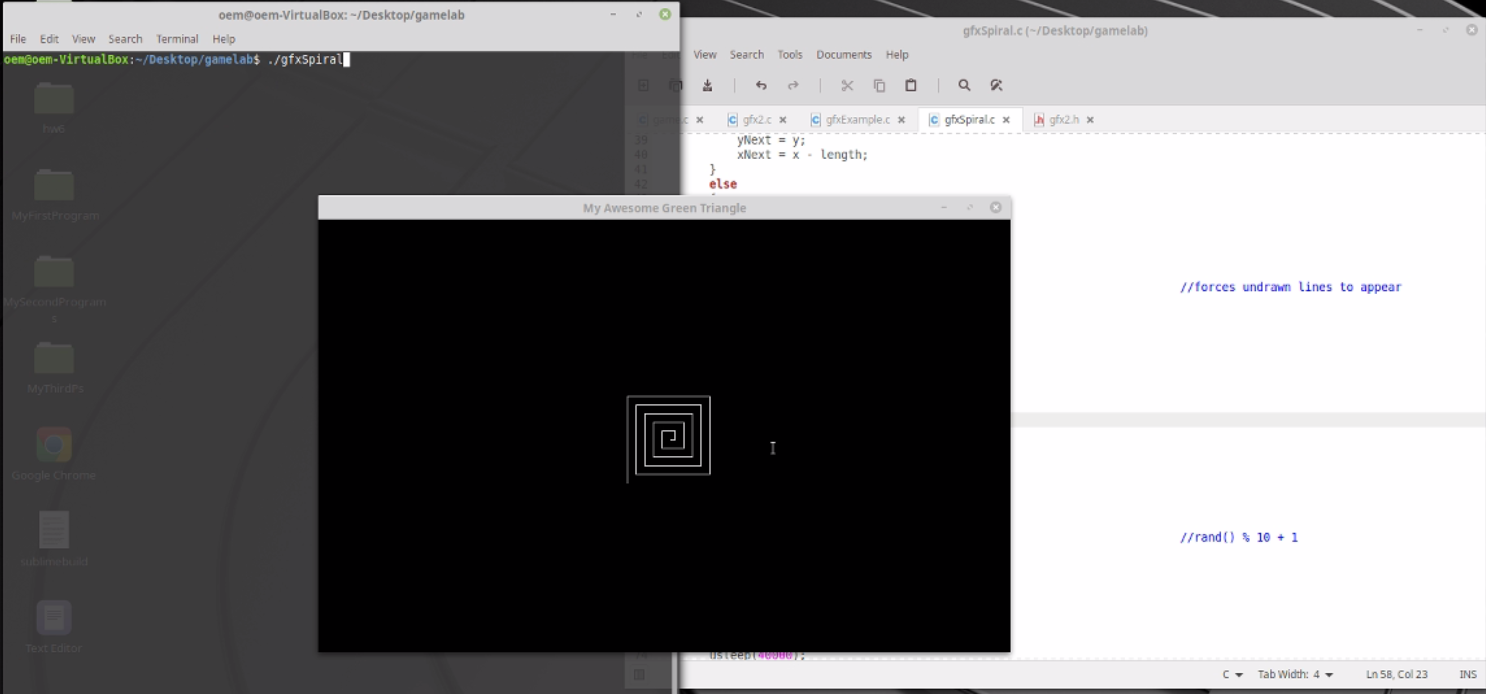 oem@oem-VirtualBox: ~/Desktop/gamelab
File Edit View Search Terminal Help
oem@oem-VirtualBox:~/Desktop/gamelab$ ./gfxSpiral
hw6
MyFirstProgram
MySecondProgram
s
MyThirdPs
Google Chrome
sublimebuild
Text Editor
gfxSpiral.c (~/Desktop/gamelab)
View Search Tools Documents Help
gfx2.c gfxExample.c gfxSpiral.c gfx2.h
39 yNext = y;
40 xNext = x - length;
41 }
42 else
My Awesome Green Triangle
//forces undrawn lines to appear
//rand() % 10 + 1
usleep(40000);
C Tab Width: 4 Ln 58, Col 23 INS